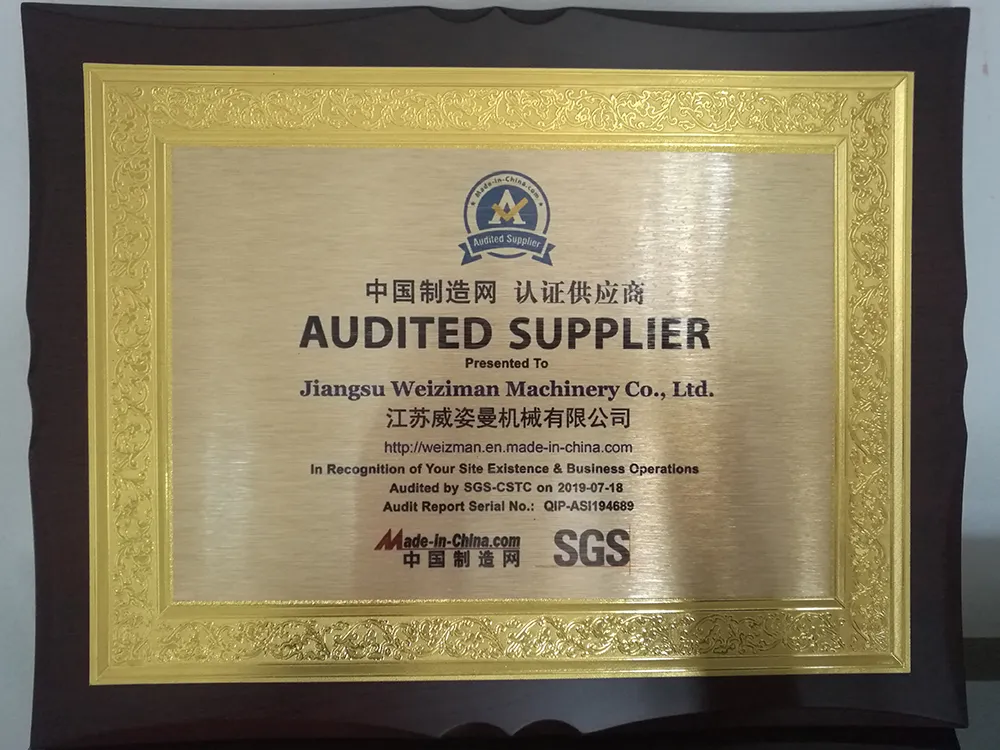 Made-in-China.com
A
Audited Supplier
中国制造网 认证供应商
AUDITED SUPPLIER
Presented To
Jiangsu Weiziman Machinery Co., Ltd.
江苏威姿曼机械有限公司
http://weizman.en.made-in-china.com
In Recognition of Your Site Existence & Business Operations
Audited by SGS-CSTC on 2019-07-18
Audit Report Serial No.: QIP-ASI194689
Made-in-China.com
中国制造网
SGS